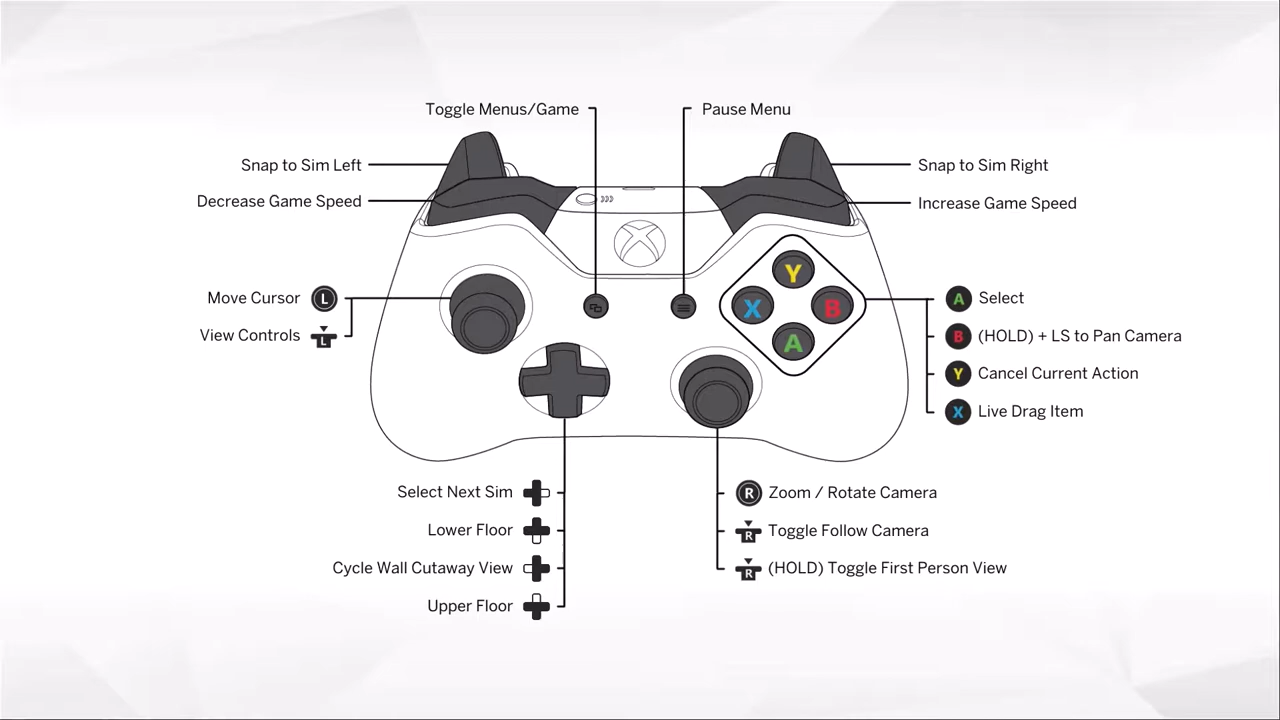 Toggle Menus/Game
Pause Menu
Snap to Sim Left
Snap to Sim Right
Decrease Game Speed
Increase Game Speed
Y
X
B
A
Move Cursor L
View Controls L
A Select
B (HOLD) + LS to Pan Camera
Y Cancel Current Action
X Live Drag Item
Select Next Sim
Lower Floor
Cycle Wall Cutaway View
Upper Floor
R Zoom / Rotate Camera
R Toggle Follow Camera
R (HOLD) Toggle First Person View